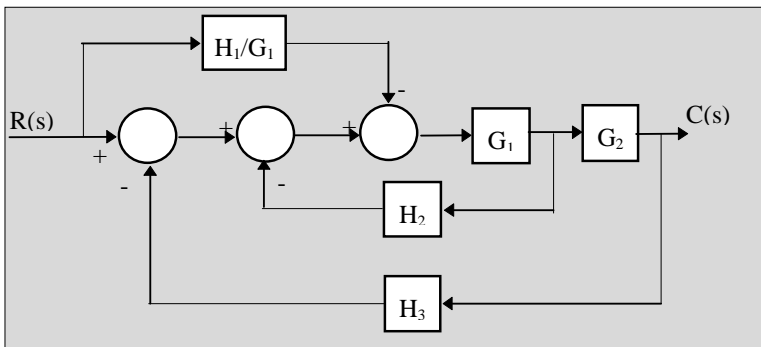 H₁/G₁
-
R(s)
+
+
+
G₁
G₂
C(s)
-
-
H₂
H₃